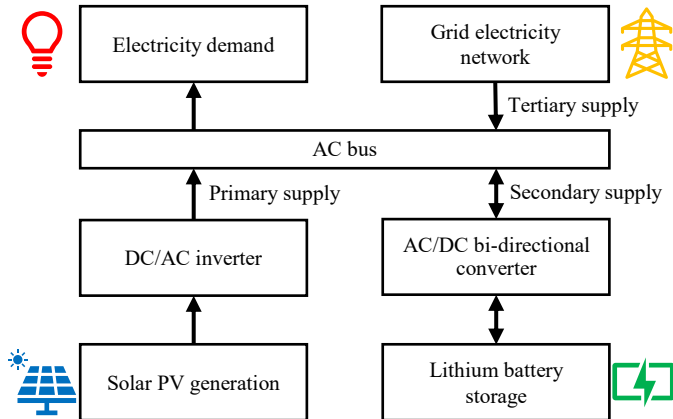 Electricity demand
Grid electricity
network
Tertiary supply
AC bus
Primary supply
Secondary supply
DC/AC inverter
AC/DC bi-directional
converter
Solar PV generation
Lithium battery
storage